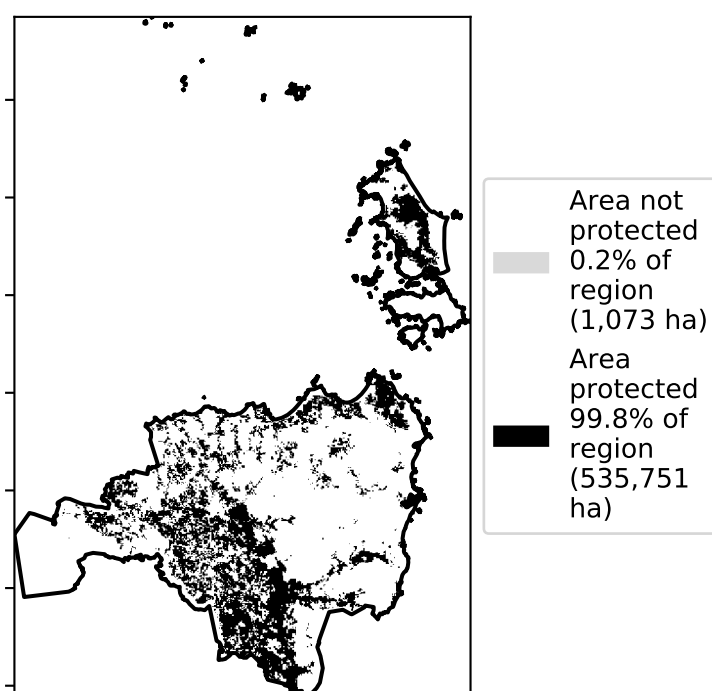 Area not
protected
0.2% of
region
(1,073 ha)
Area
protected
99.8% of
region
(535,751
ha)